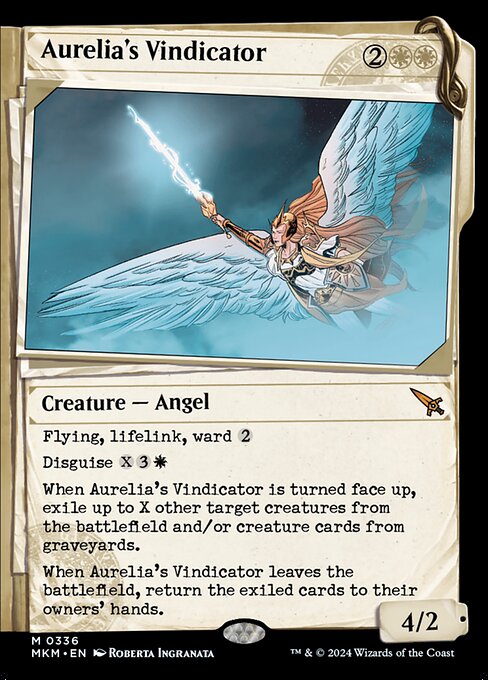 Aurelia's Vindicator 2
Creature — Angel
Flying, lifelink, ward 2
Disguise X 3
When Aurelia's Vindicator is turned face up,
exile up to X other target creatures from
the battlefield and/or creature cards from
graveyards.
When Aurelia's Vindicator leaves the
battlefield, return the exiled cards to their
owners' hands.
4/2
M 0336
MKM • EN Roberta Ingranata
™ & © 2024 Wizards of the Coast